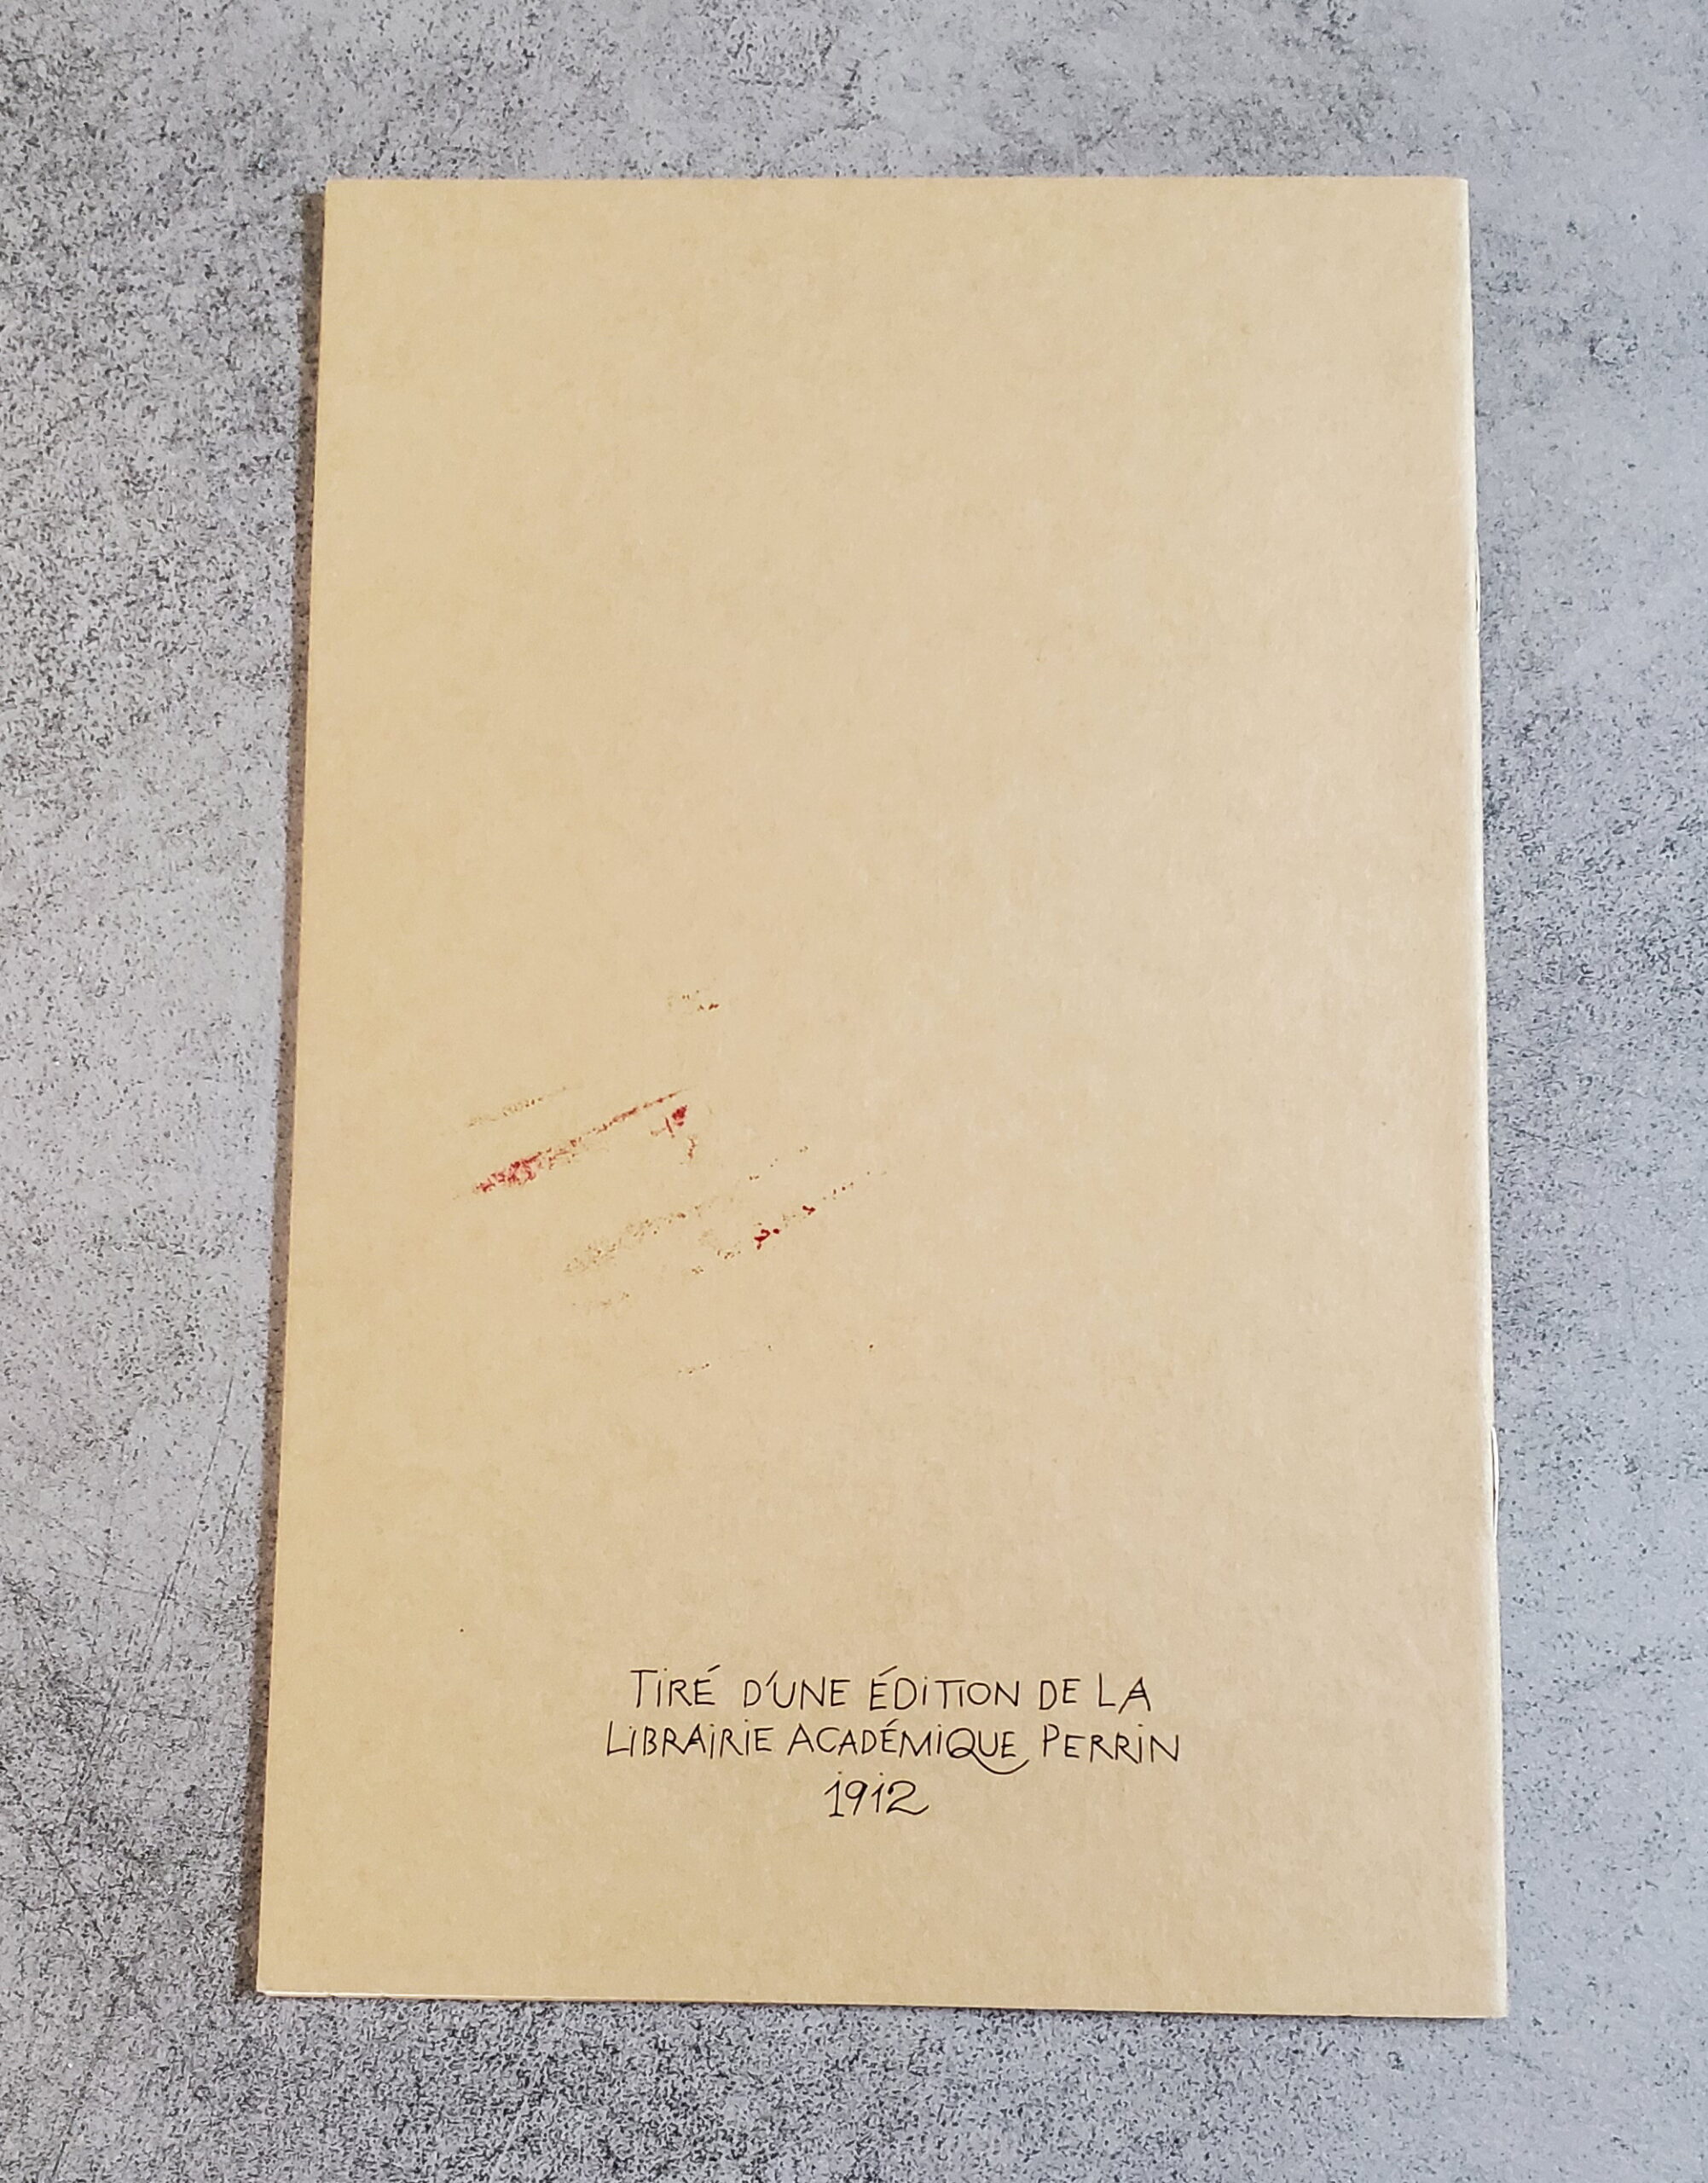 TIRÉ D'UNE ÉDITION DE LA
LIBRAIRIE ACADÉMIQUE PERRIN
1912